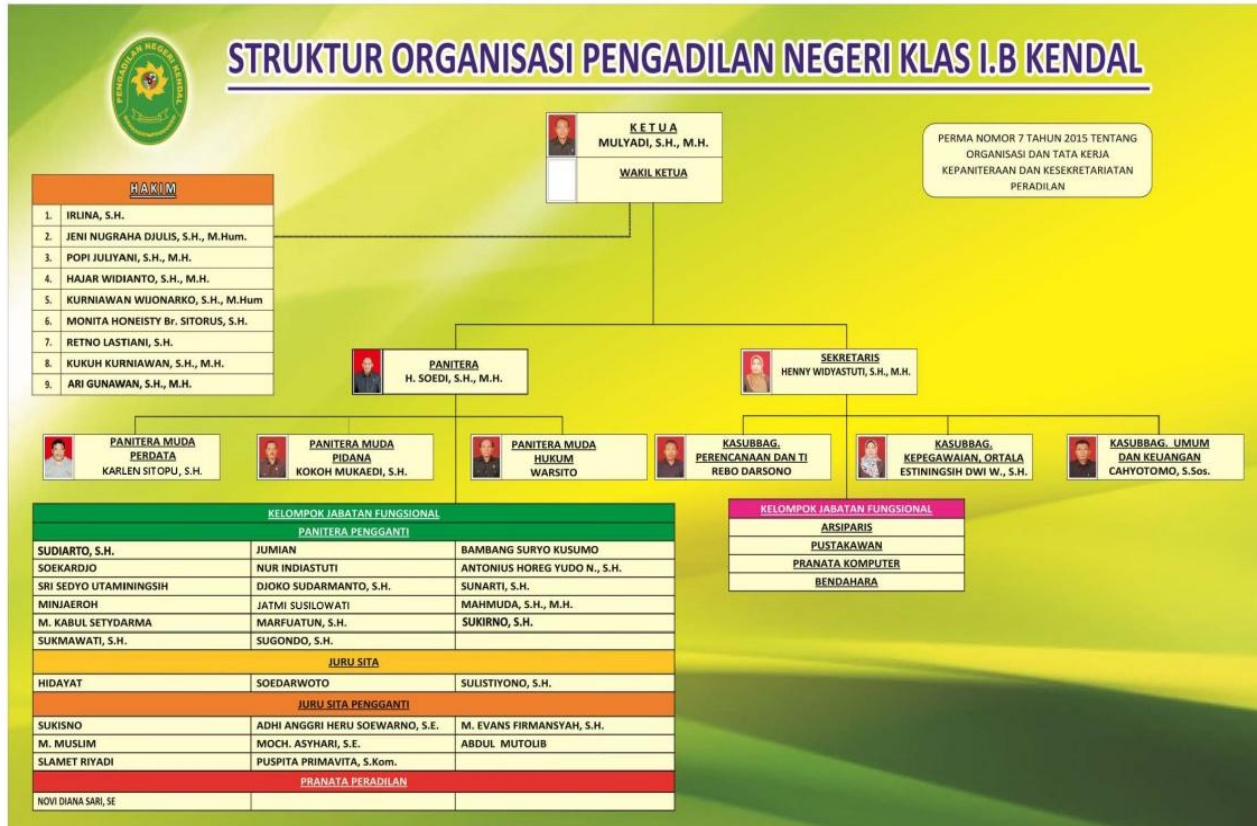 STRUKTUR ORGANISASI PENGADILAN NEGERI KLAS I.B KENDAL
PENGADILAN NEGERI KENDAL
KETUA
MULYADI, S.H., M.H.
WAKIL KETUA
PERMA NOMOR 7 TAHUN 2015 TENTANG
ORGANISASI DAN TATA KERJA
KEPANITERAAN DAN KESEKRETARIATAN
PERADILAN
HAKIM
1. IRLINA, S.H.
2. JENI NUGRAHA DJULIS, S.H., M.Hum.
3. POPI JULIYANI, S.H., M.H.
4. HAJAR WIDIANTO, S.H., M.H.
5. KURNIAWAN WIJONARKO, S.H., M.Hum
6. MONITA HONEISTY Br. SITORUS, S.H.
7. RETNO LASTIANI, S.H.
8. KUKUH KURNIAWAN, S.H., M.H.
9. ARI GUNAWAN, S.H., M.H.
PANITERA
H. SOEDI, S.H., M.H.
SEKRETARIS
HENNY WIDYASTUTI, S.H., M.H.
PANITERA MUDA
PERDATA
KARLEN SITOPU, S.H.
PANITERA MUDA
PIDANA
KOKOH MUKAEDI, S.H.
PANITERA MUDA
HUKUM
WARSITO
KASUBBAG.
PERENCANAAN DAN TI
REBO DARSONO
KASUBBAG.
KEPEGAWAIAN, ORTALA
ESTININGSIH DWI W., S.H.
KASUBBAG. UMUM
DAN KEUANGAN
CAHYOTOMO, S.Sos.
KELOMPOK JABATAN FUNGSIONAL
PANITERA PENGGANTI
SUDIARTO, S.H. JUMIAN BAMBANG SURYO KUSUMO
SOEKARDJO NUR INDIASTUTI ANTONIUS HOREG YUDO N., S.H.
SRI SEDYO UTAMININGSIH DJOKO SUDARMANTO, S.H. SUNARTI, S.H.
MINJAEROH JATMI SUSILOWATI MAHMUDA, S.H., M.H.
M. KABUL SETYDARMA MARFUATUN, S.H. SUKIRNO, S.H.
SUKMAWATI, S.H. SUGONDO, S.H.
JURU SITA
HIDAYAT SOEDARWOTO SULISTIYONO, S.H.
JURU SITA PENGGANTI
SUKISNO ADHI ANGGRI HERU SOEWARNO, S.E. M. EVANS FIRMANSYAH, S.H.
M. MUSLIM MOCH. ASYHARI, S.E. ABDUL MUTOLIB
SLAMET RIYADI PUSPITA PRIMAVITA, S.Kom.
PRANATA PERADILAN
NOVI DIANA SARI, SE
KELOMPOK JABATAN FUNGSIONAL
ARSIPARIS
PUSTAKAWAN
PRANATA KOMPUTER
BENDAHARA